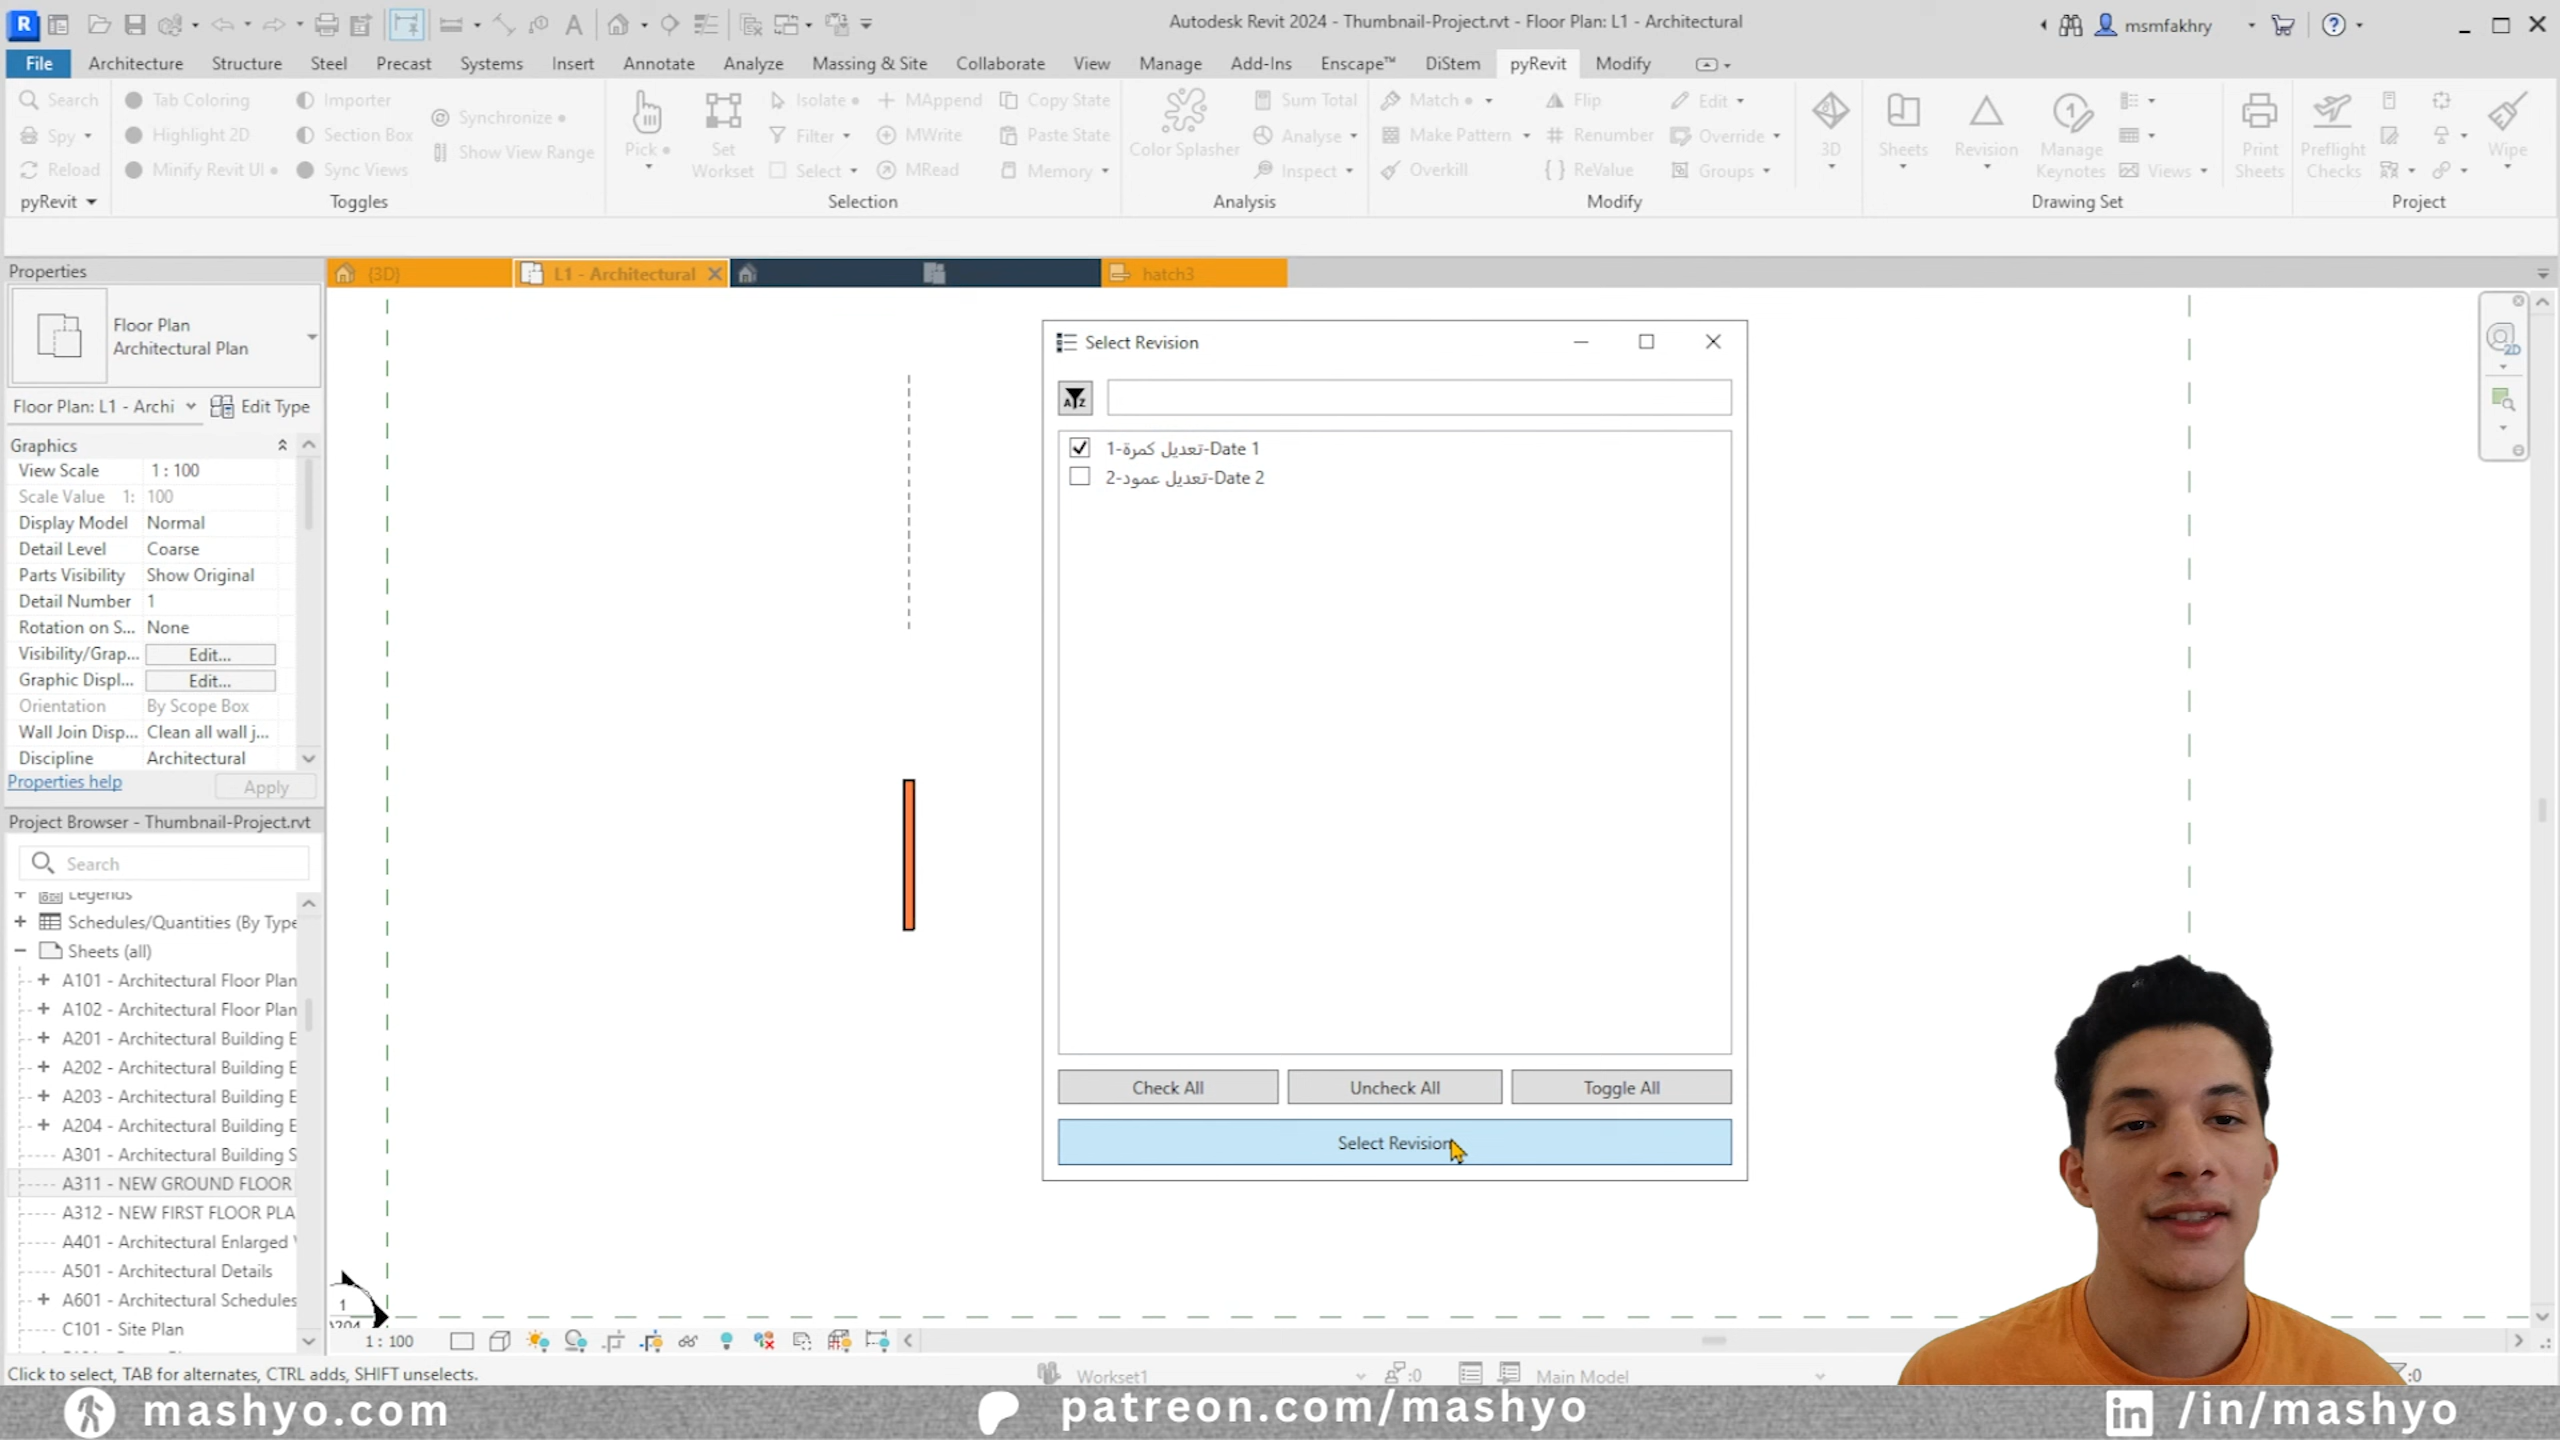 Autodesk Revit 2024 - Thumbnail-Project.rvt - Floor Plan: L1 - Architectural
msmfakhry
File Architecture Structure Steel Precast Systems Insert Annotate Analyze Massing & Site Collaborate View Manage Add-Ins Enscape™ DiStem pyRevit Modify
Search
Spy
Reload
pyRevit
Tab Coloring
Highlight 2D
Minify Revit UI
Importer
Section Box
Sync Views
Synchronize
Show View Range
Toggles
Pick
Set Workset
Isolate
Filter
Select
MAppend
MWrite
MRead
Copy State
Paste State
Memory
Selection
Color Splasher
Sum Total
Analyse
Inspect
Analysis
Match
Make Pattern
Overkill
Flip
Renumber
ReValue
Edit
Override
Groups
Modify
3D
Sheets
Revision
Manage Keynotes
Views
Print Sheets
Drawing Set
Preflight Checks
Wipe
Project
Properties
{3D}
L1 - Architectural
hatch3
Floor Plan
Architectural Plan
Floor Plan: L1 - Archi
Edit Type
Graphics
View Scale 1 : 100
Scale Value 1: 100
Display Model Normal
Detail Level Coarse
Parts Visibility Show Original
Detail Number 1
Rotation on S... None
Visibility/Grap... Edit...
Graphic Displ... Edit...
Orientation By Scope Box
Wall Join Disp... Clean all wall j...
Discipline Architectural
Properties help
Apply
Project Browser - Thumbnail-Project.rvt
Search
Legends
Schedules/Quantities (By Type
Sheets (all)
A101 - Architectural Floor Plan
A102 - Architectural Floor Plan
A201 - Architectural Building E
A202 - Architectural Building E
A203 - Architectural Building E
A204 - Architectural Building E
A301 - Architectural Building S
A311 - NEW GROUND FLOOR
A312 - NEW FIRST FLOOR PLA
A401 - Architectural Enlarged
A501 - Architectural Details
A601 - Architectural Schedules
C101 - Site Plan
Select Revision
1-تعديل كمرة-Date 1
2-تعديل عمود-Date 2
Check All
Uncheck All
Toggle All
Select Revision
2D
1
1 : 100
Click to select, TAB for alternates, CTRL adds, SHIFT unselects.
Workset1
:0
Main Model
:0
mashyo.com
patreon.com/mashyo
in /in/mashyo